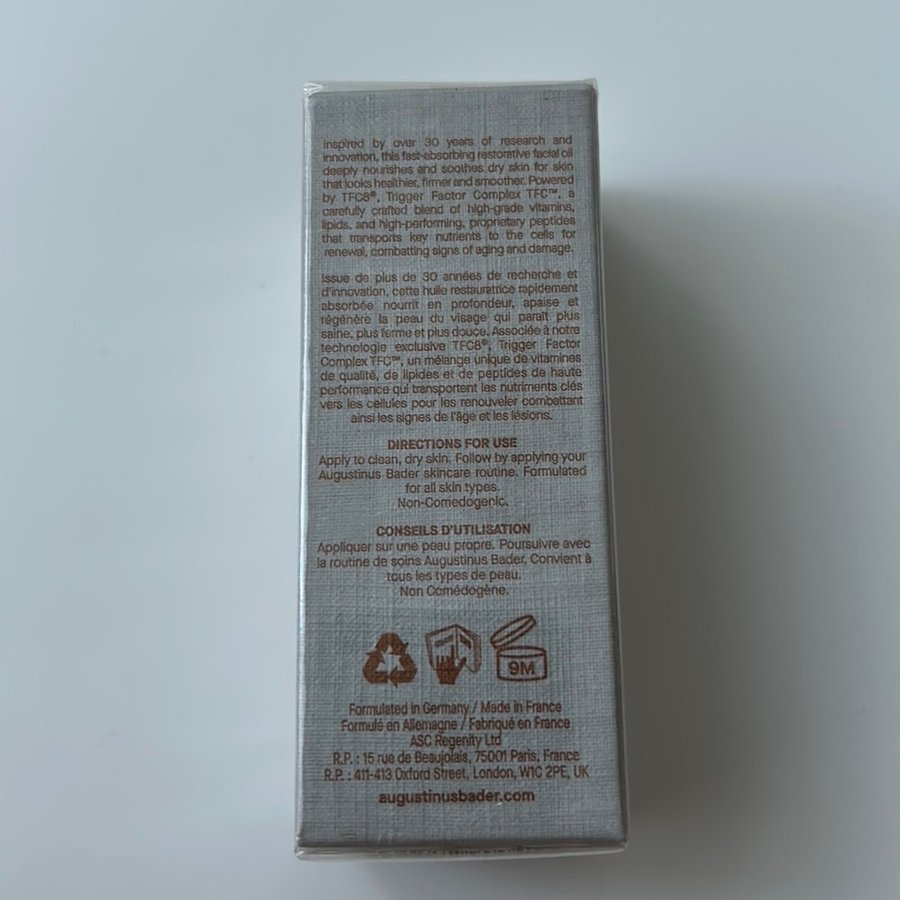 Inspired by over 30 years of research and
innovation, this fast-absorbing restorative facial oil
deeply nourishes and soothes dry skin for skin
that looks healthier, firmer and smoother. Powered
by TFC8®, Trigger Factor Complex TFC™, a
carefully crafted blend of high-grade vitamins,
lipids, and high-performing, proprietary peptides
that transports key nutrients to the cells for
renewal, combatting signs of aging and damage.
Issue de plus de 30 années de recherche et
d'innovation, cette huile restauratrice rapidement
absorbée nourrit en profondeur, apaise et
régénère la peau du visage qui paraît plus
saine, plus ferme et plus douce. Associée à notre
technologie exclusive TFC8®, Trigger Factor
Complex TFC™, un mélange unique de vitamines
de qualité, de lipides et de peptides de haute
performance qui transportent les nutriments clés
vers les cellules pour les renouveler combattant
ainsi les signes de l'âge et les lésions.
DIRECTIONS FOR USE
Apply to clean, dry skin. Follow by applying your
Augustinus Bader skincare routine. Formulated
for all skin types.
Non-Comedogenic.
CONSEILS D'UTILISATION
Appliquer sur une peau propre. Poursuivre avec
la routine de soins Augustinus Bader. Convient à
tous les types de peau.
Non Comédogène.
9M
Formulated in Germany / Made in France
Formulé en Allemagne / Fabriqué en France
ASC Regenity Ltd
R.P. : 15 rue de Beaujolais, 75001 Paris, France
R.P. : 411-413 Oxford Street, London, W1C 2PE, UK
augustinusbader.com